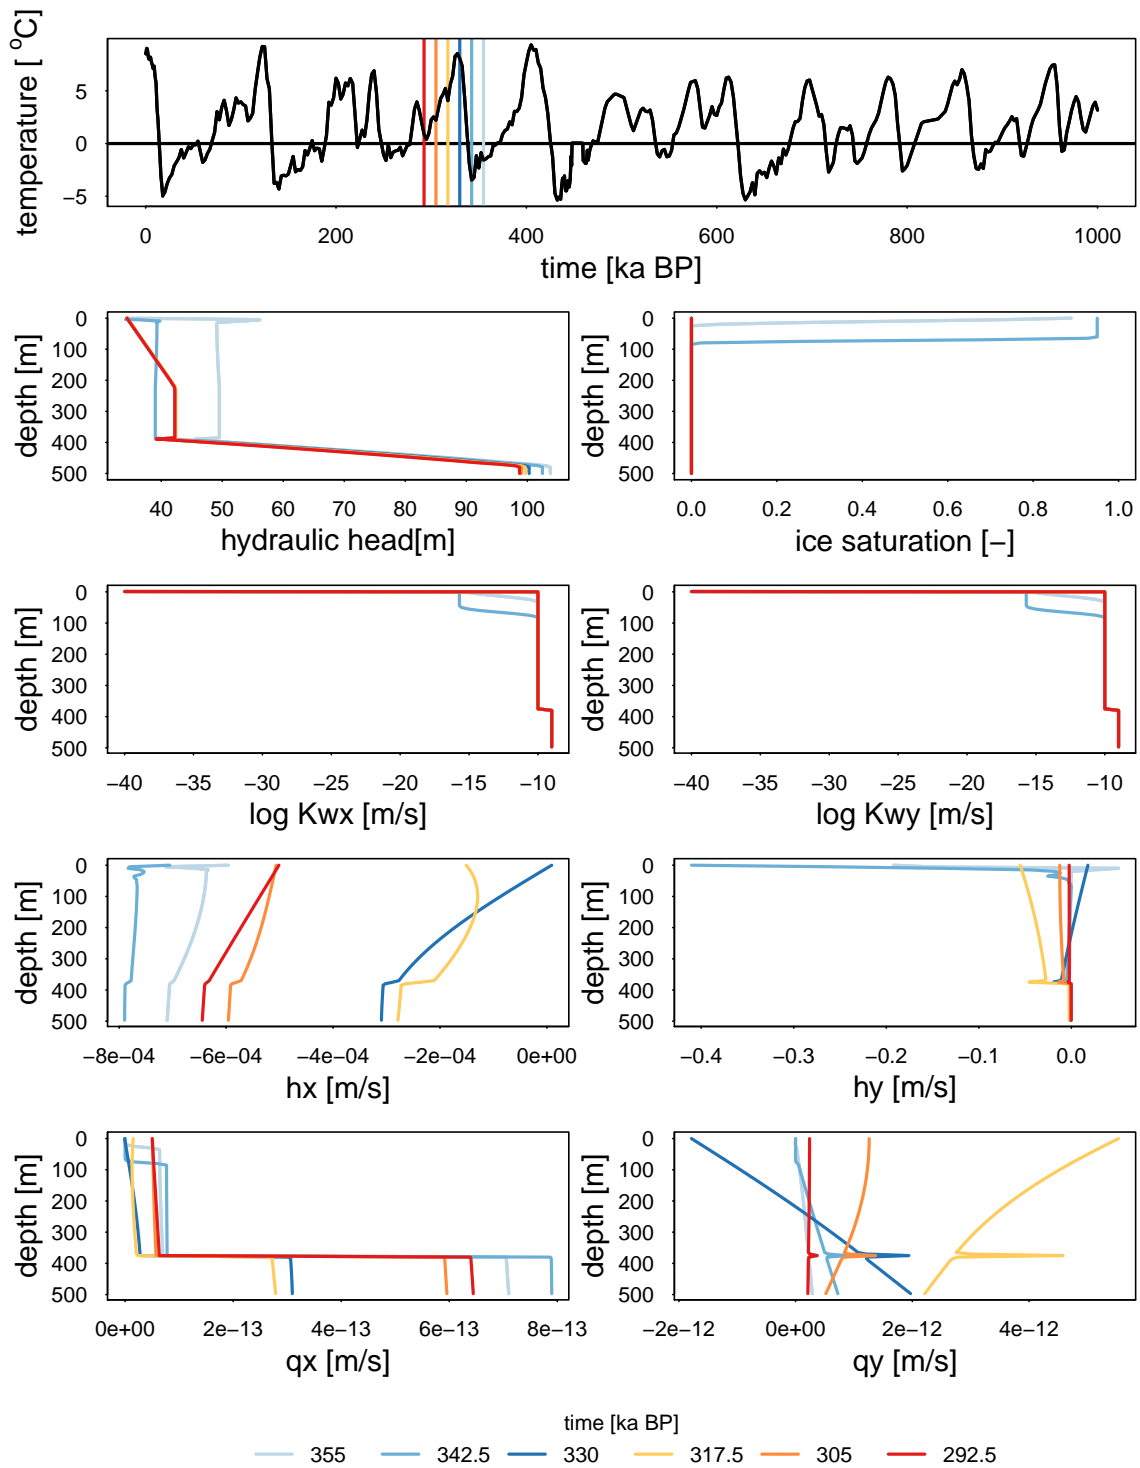 temperature [ °C]
5
0
−5
0 200 400 600 800 1000
time [ka BP]
depth [m]
0
100
200
300
400
500
40 50 60 70 80 90 100
hydraulic head[m]
depth [m]
0
100
200
300
400
500
0.0 0.2 0.4 0.6 0.8 1.0
ice saturation [−]
depth [m]
0
100
200
300
400
500
−40 −35 −30 −25 −20 −15 −10
log Kwx [m/s]
depth [m]
0
100
200
300
400
500
−40 −35 −30 −25 −20 −15 −10
log Kwy [m/s]
depth [m]
0
100
200
300
400
500
−8e−04 −6e−04 −4e−04 −2e−04 0e+00
hx [m/s]
depth [m]
0
100
200
300
400
500
−0.4 −0.3 −0.2 −0.1 0.0
hy [m/s]
depth [m]
0
100
200
300
400
500
0e+00 2e−13 4e−13 6e−13 8e−13
qx [m/s]
depth [m]
0
100
200
300
400
500
−2e−12 0e+00 2e−12 4e−12
qy [m/s]
time [ka BP]
355 342.5 330 317.5 305 292.5